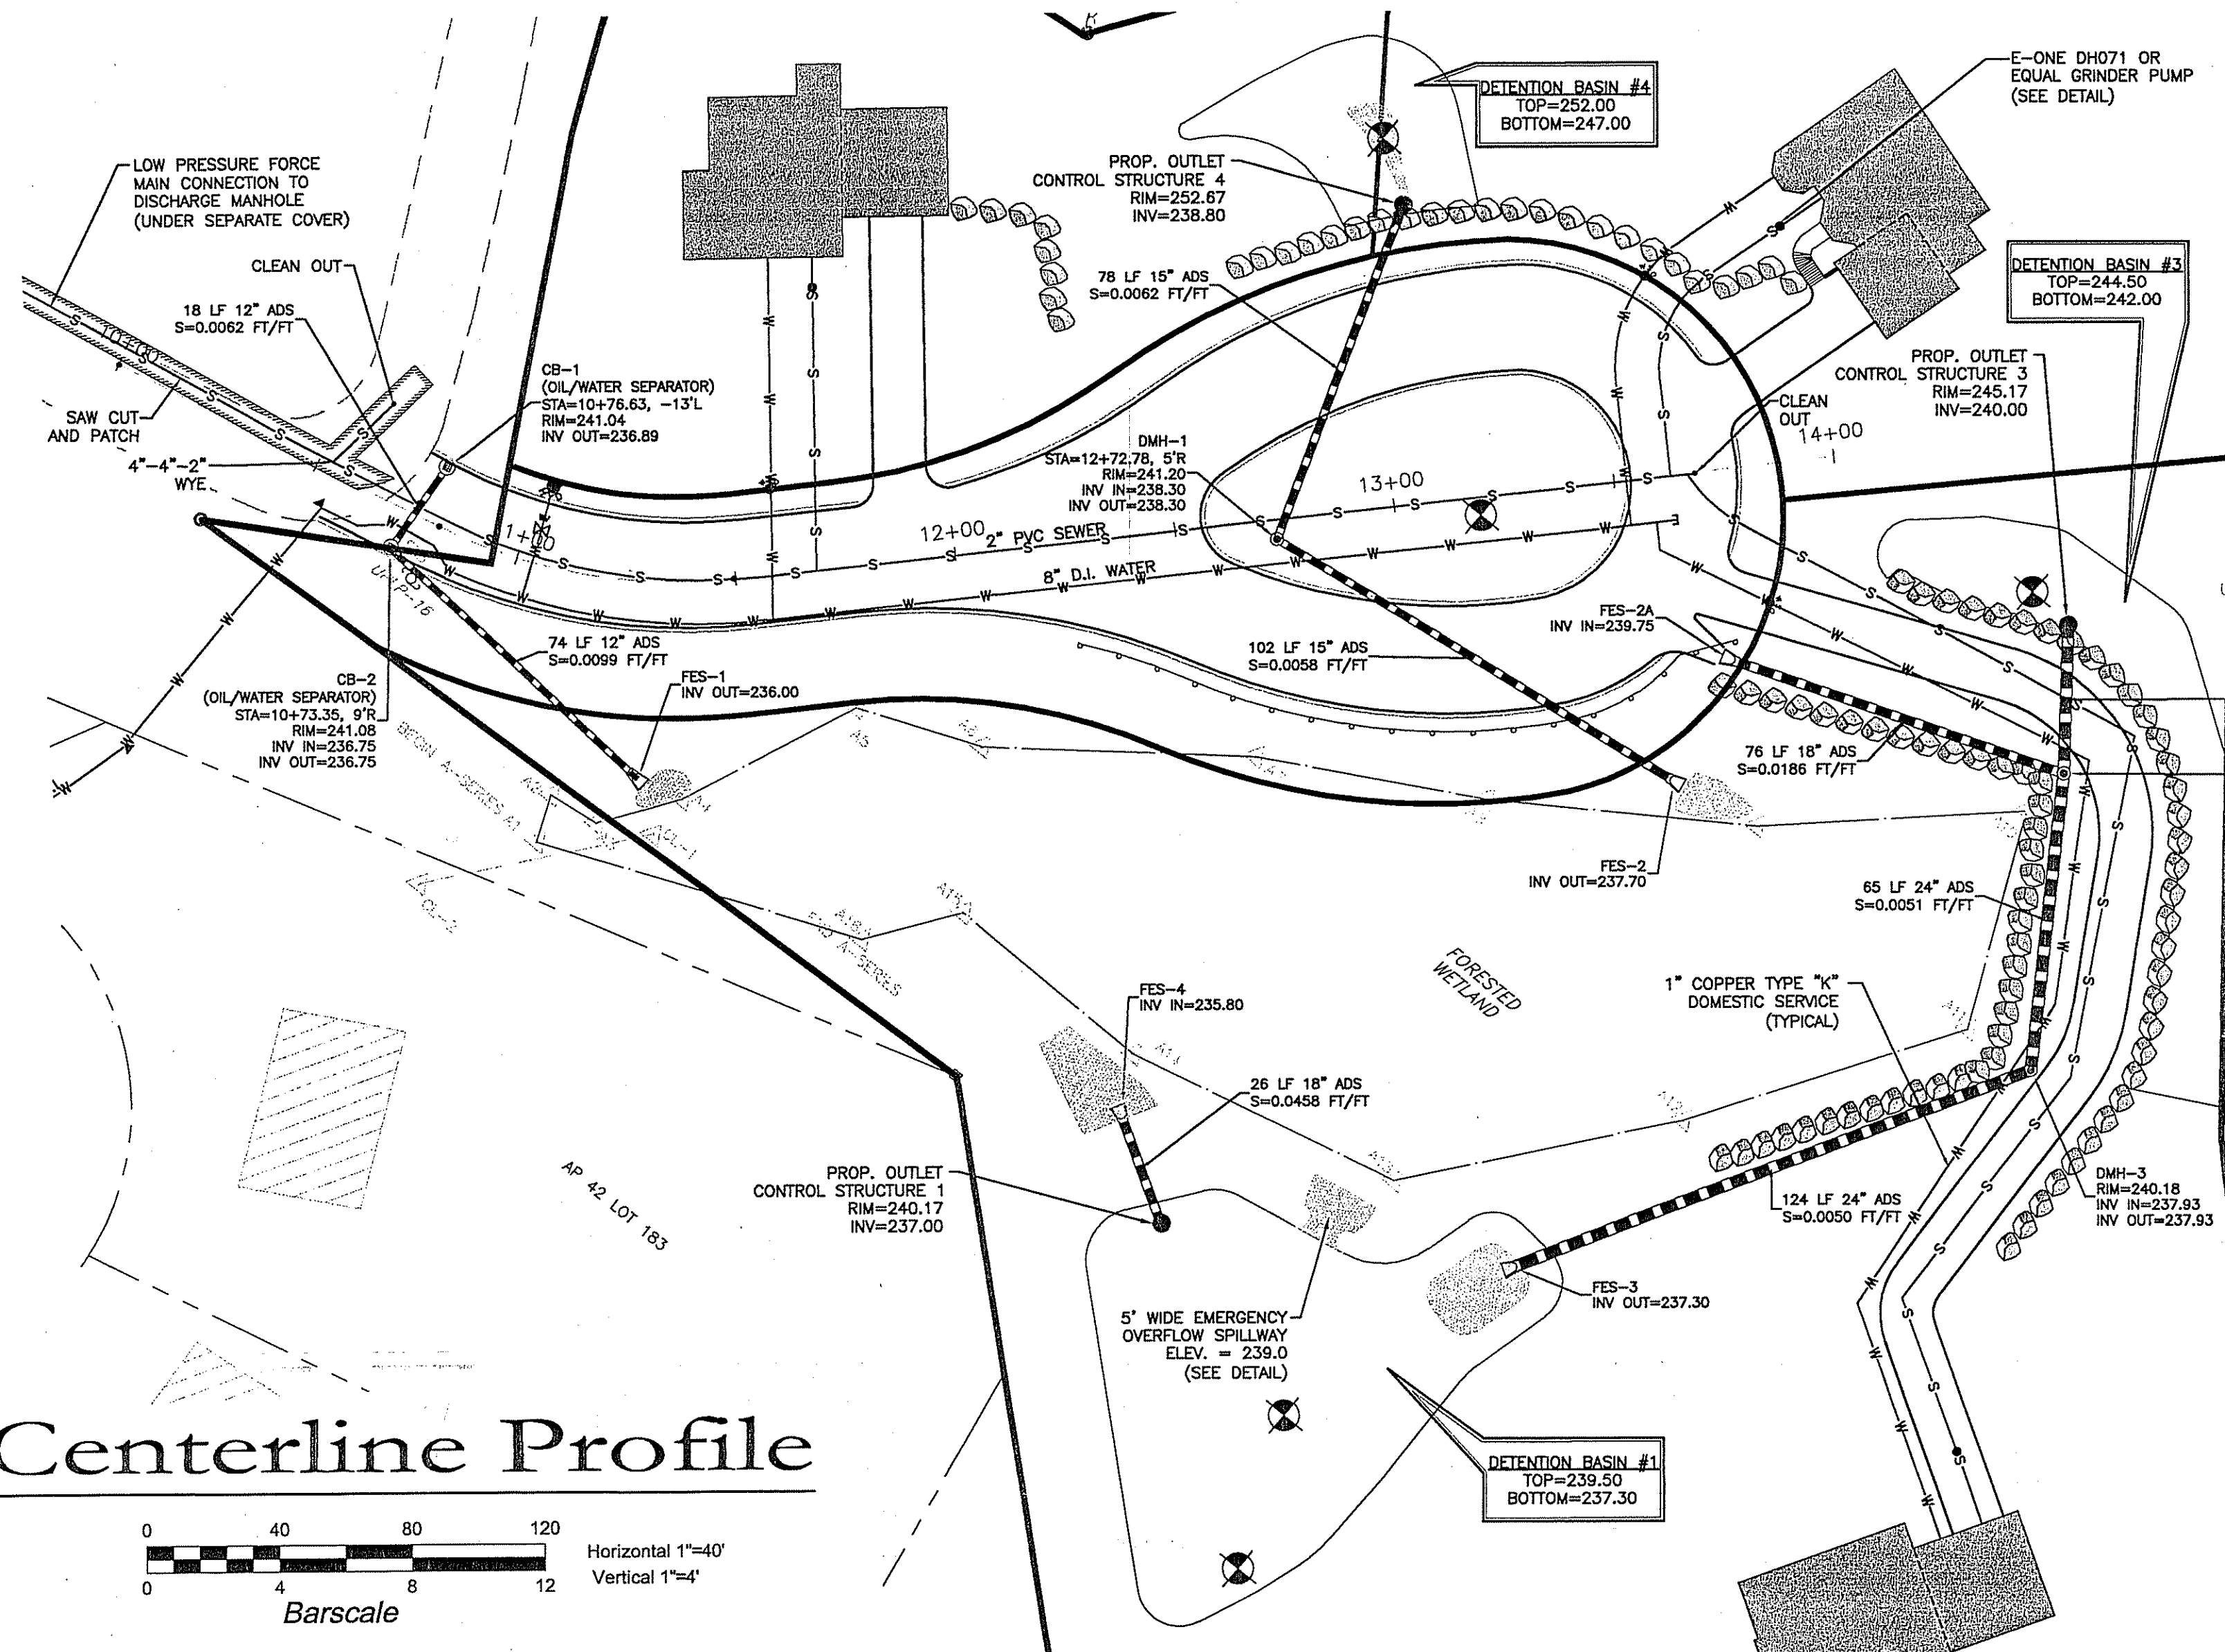 DETENTION BASIN #4
TOP=252.00
BOTTOM=247.00
E-ONE DH071 OR
EQUAL GRINDER PUMP
(SEE DETAIL)
LOW PRESSURE FORCE
MAIN CONNECTION TO
DISCHARGE MANHOLE
(UNDER SEPARATE COVER)
CLEAN OUT
18 LF 12" ADS
S=0.0062 FT/FT
10+00
SAW CUT
AND PATCH
4"-4"-2"
WYE
CB-1
(OIL/WATER SEPARATOR)
STA=10+76.63, -13'L
RIM=241.04
INV OUT=236.89
PROP. OUTLET
CONTROL STRUCTURE 4
RIM=252.67
INV=238.80
78 LF 15" ADS
S=0.0062 FT/FT
DETENTION BASIN #3
TOP=244.50
BOTTOM=242.00
PROP. OUTLET
CONTROL STRUCTURE 3
RIM=245.17
INV=240.00
CLEAN
OUT
14+00
DMH-1
STA=12+72.78, 5'R
RIM=241.20
INV IN=238.30
INV OUT=238.30
13+00
12+00
2" PVC SEWER
8" D.I. WATER
1+00
74 LF 12" ADS
S=0.0099 FT/FT
FES-1
INV OUT=236.00
CB-2
(OIL/WATER SEPARATOR)
STA=10+73.35, 9'R
RIM=241.08
INV IN=236.75
INV OUT=236.75
FES-2A
INV IN=239.75
102 LF 15" ADS
S=0.0058 FT/FT
76 LF 18" ADS
S=0.0186 FT/FT
FES-2
INV OUT=237.70
65 LF 24" ADS
S=0.0051 FT/FT
BEGIN A-SERIES A1
CL-1
CL-2
A-SERIES
FORESTED
WETLAND
1" COPPER TYPE "K"
DOMESTIC SERVICE
(TYPICAL)
FES-4
INV IN=235.80
26 LF 18" ADS
S=0.0458 FT/FT
PROP. OUTLET
CONTROL STRUCTURE 1
RIM=240.17
INV=237.00
AP 42 LOT 183
124 LF 24" ADS
S=0.0050 FT/FT
DMH-3
RIM=240.18
INV IN=237.93
INV OUT=237.93
FES-3
INV OUT=237.30
5' WIDE EMERGENCY
OVERFLOW SPILLWAY
ELEV. = 239.0
(SEE DETAIL)
DETENTION BASIN #1
TOP=239.50
BOTTOM=237.30
Centerline Profile
0 40 80 120
Horizontal 1"=40'
Vertical 1"=4'
0 4 8 12
Barscale